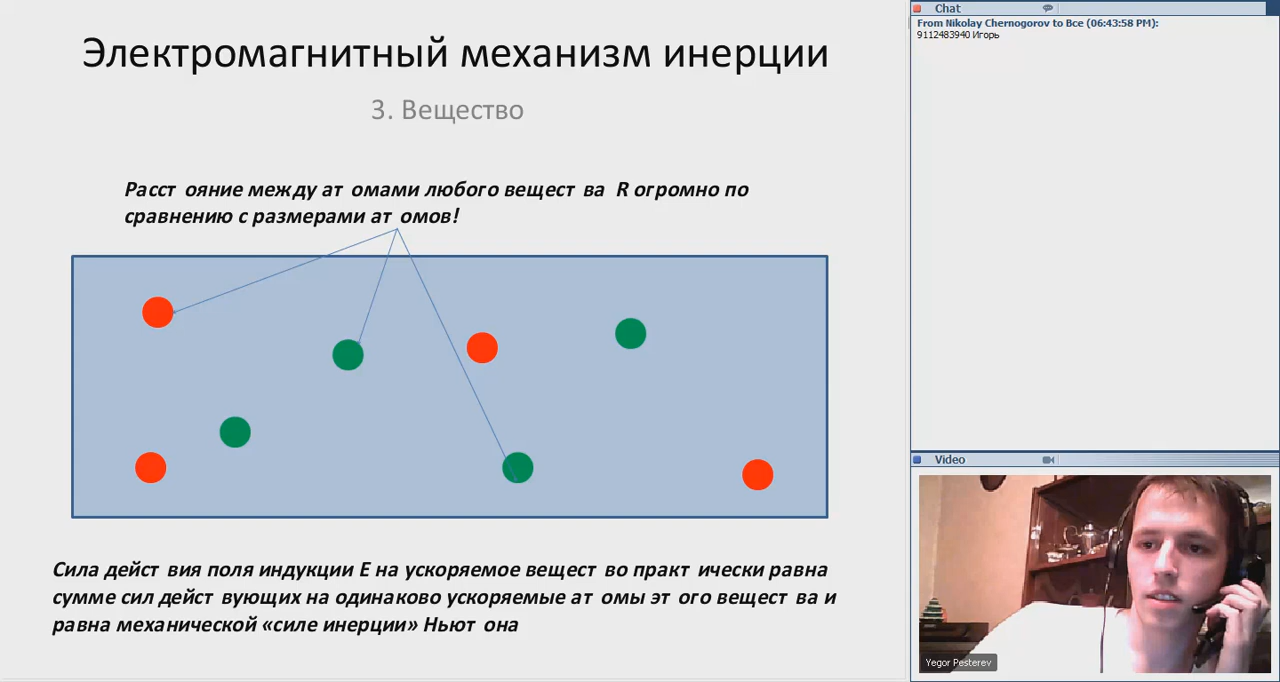 Электромагнитный механизм инерции
3. Вещество
Расст ояние между ат омами любого вещест ва R огромно по
сравнению с размерами ат омов!
Сила дейст вия поля индукции E на ускоряемое вещест во практ ически равна
сумме сил дейст вующих на одинаково ускоряемые ат омы эт ого вещест ва и
равна механической «силе инерции» Ньют она
Chat
From Nikolay Chernogorov to Все (06:43:58 PM):
9112483940 Игорь
Video
Yegor Pesterev